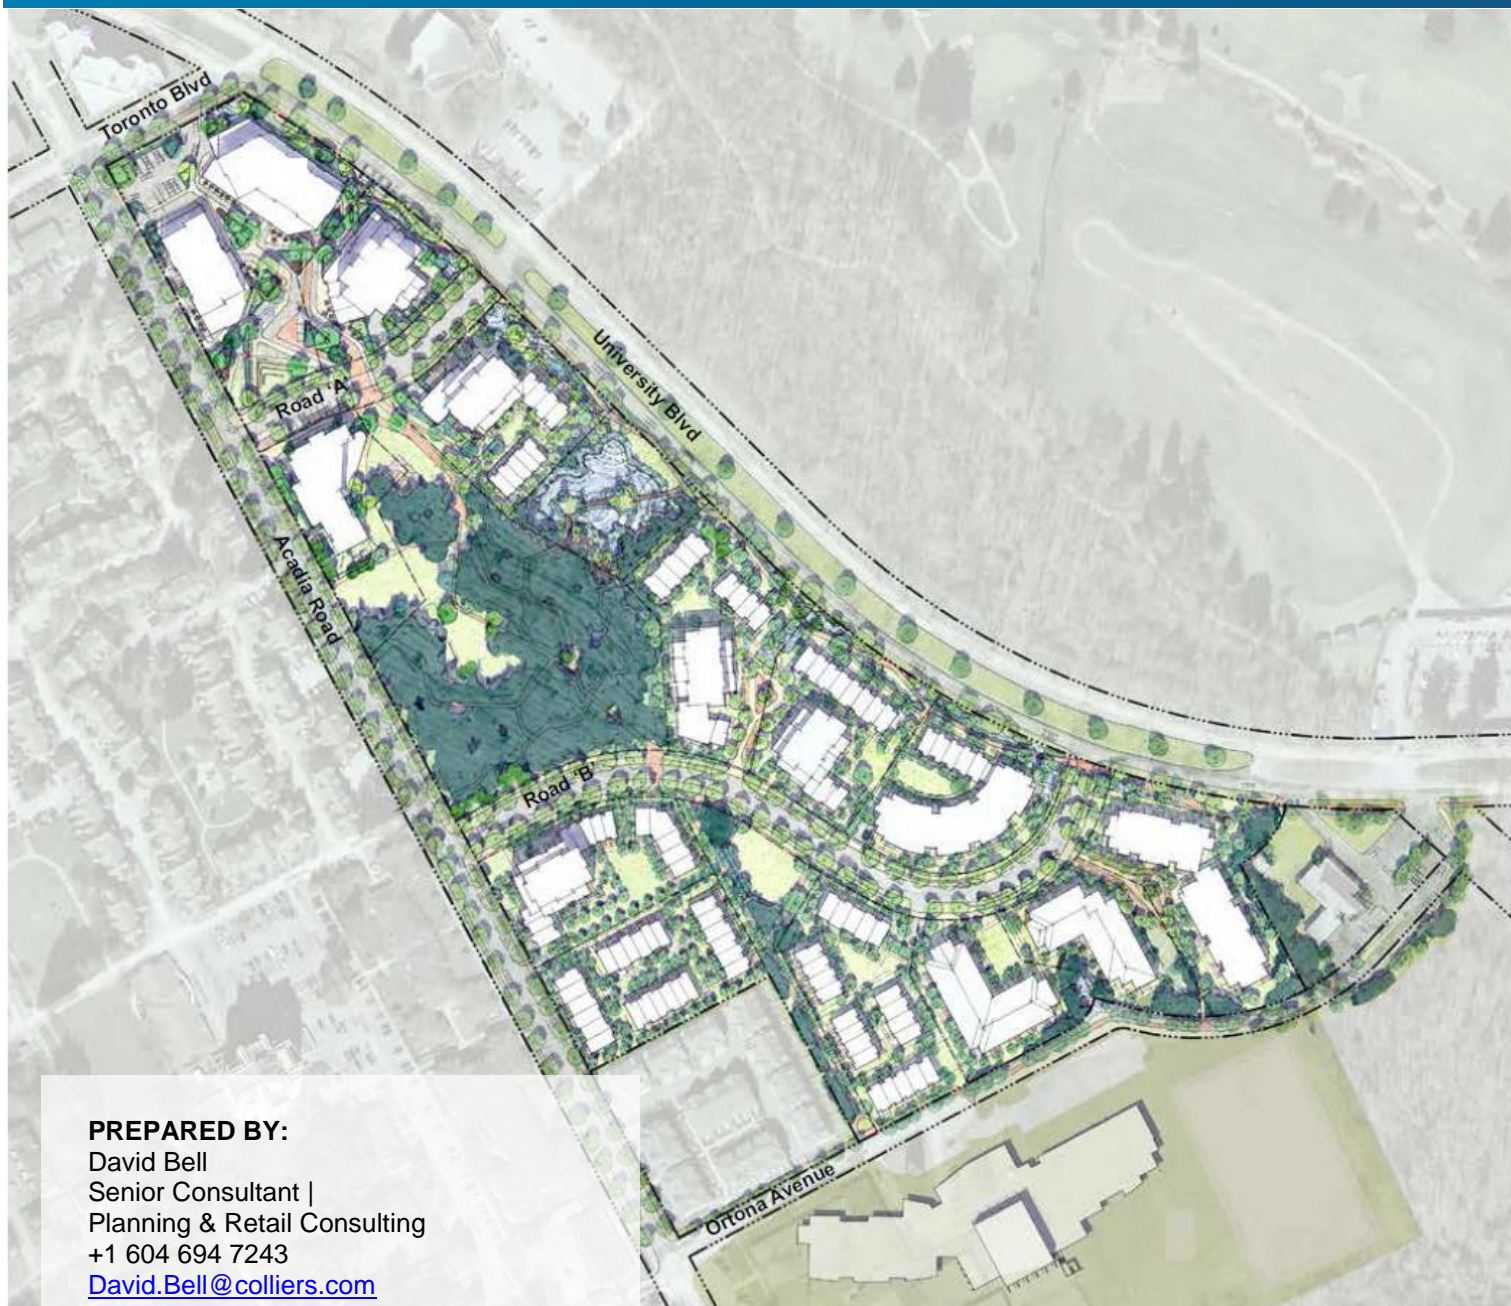 Toronto Blvd
University Blvd
Road 'A'
Acadia Road
Road 'B'
Ortona Avenue
PREPARED BY:
David Bell
Senior Consultant |
Planning & Retail Consulting
+1 604 694 7243
David.Bell@colliers.com